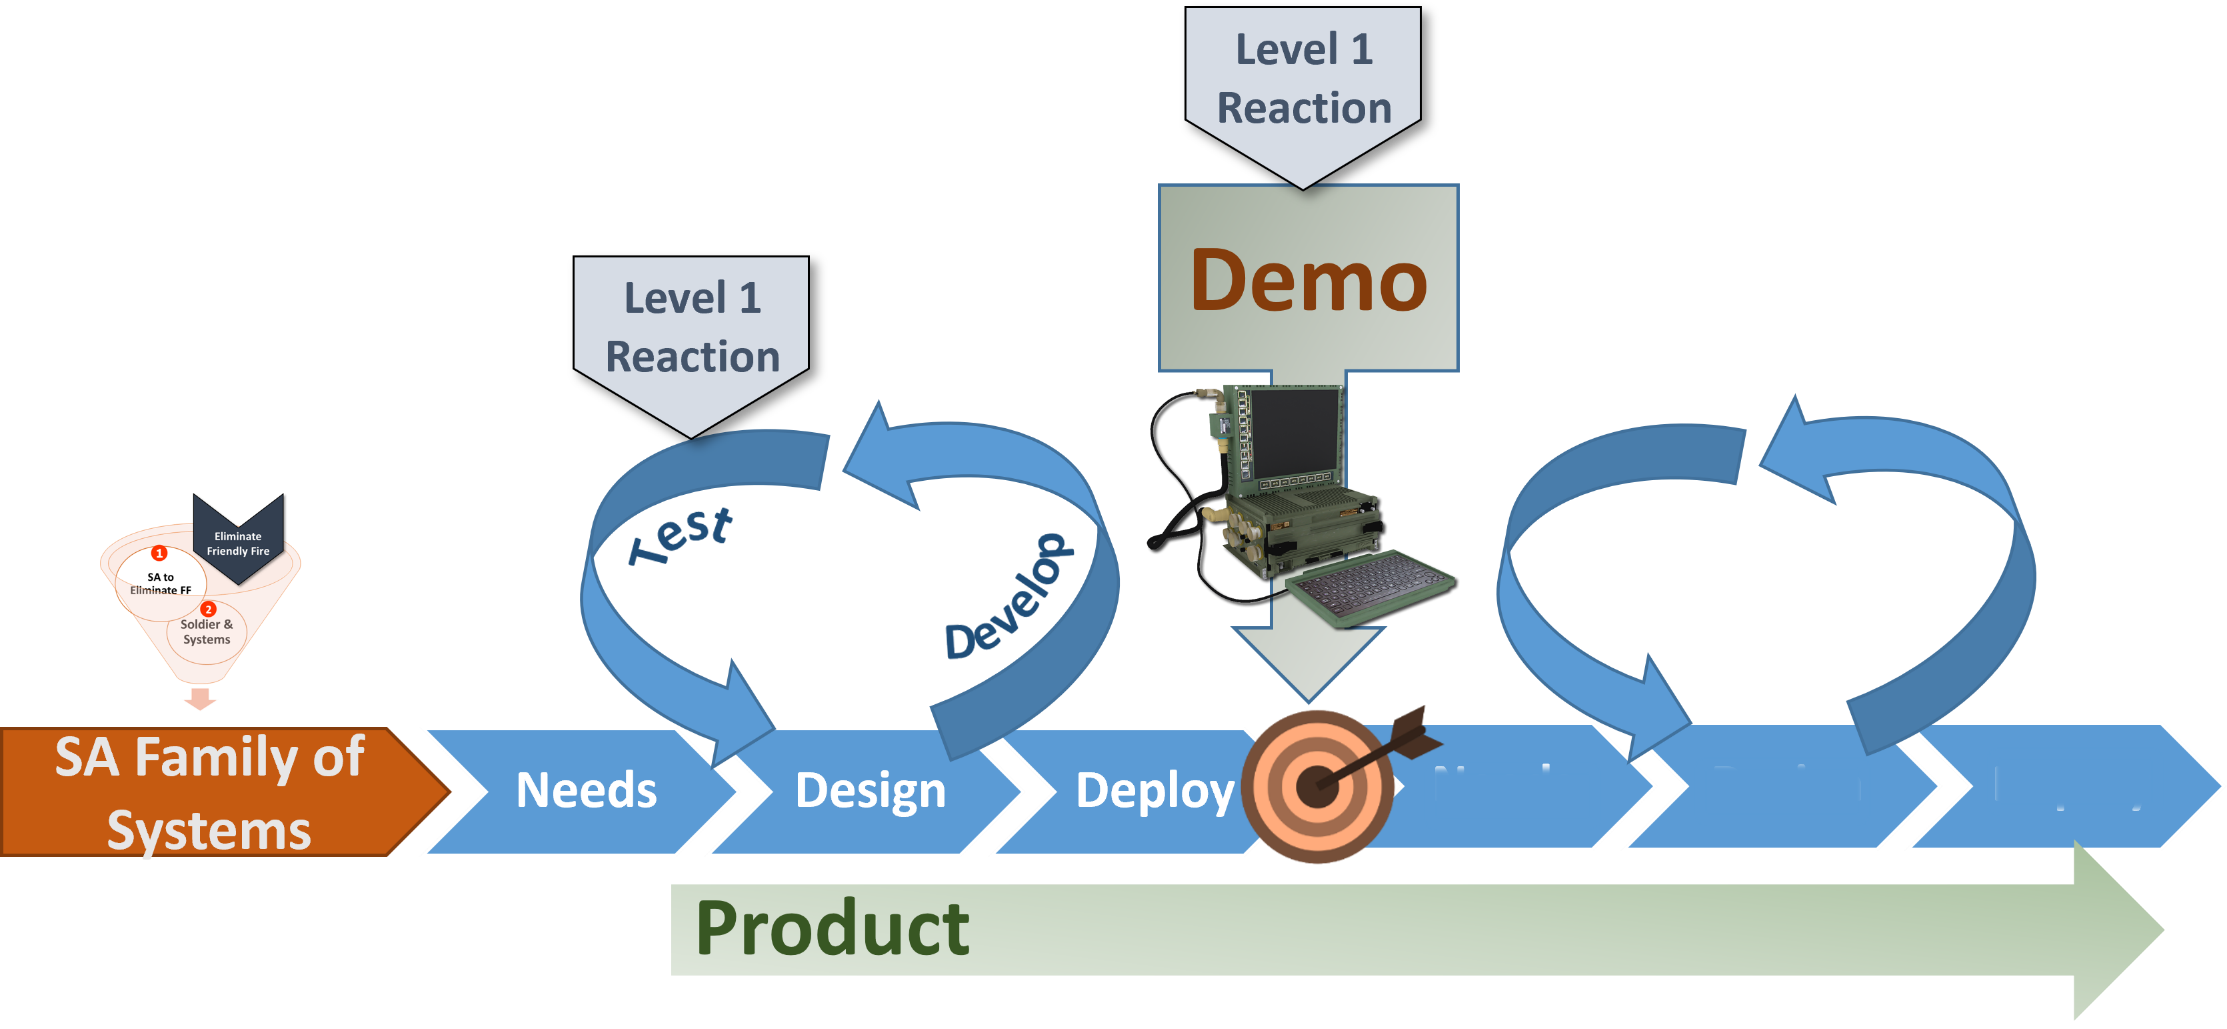 Level 1
Reaction
Demo
Level 1
Reaction
Test
Develop
Eliminate
Friendly Fire
1
SA to
Eliminate FF
2
Soldier &
Systems
SA Family of
Systems
Needs
Design
Deploy
Product